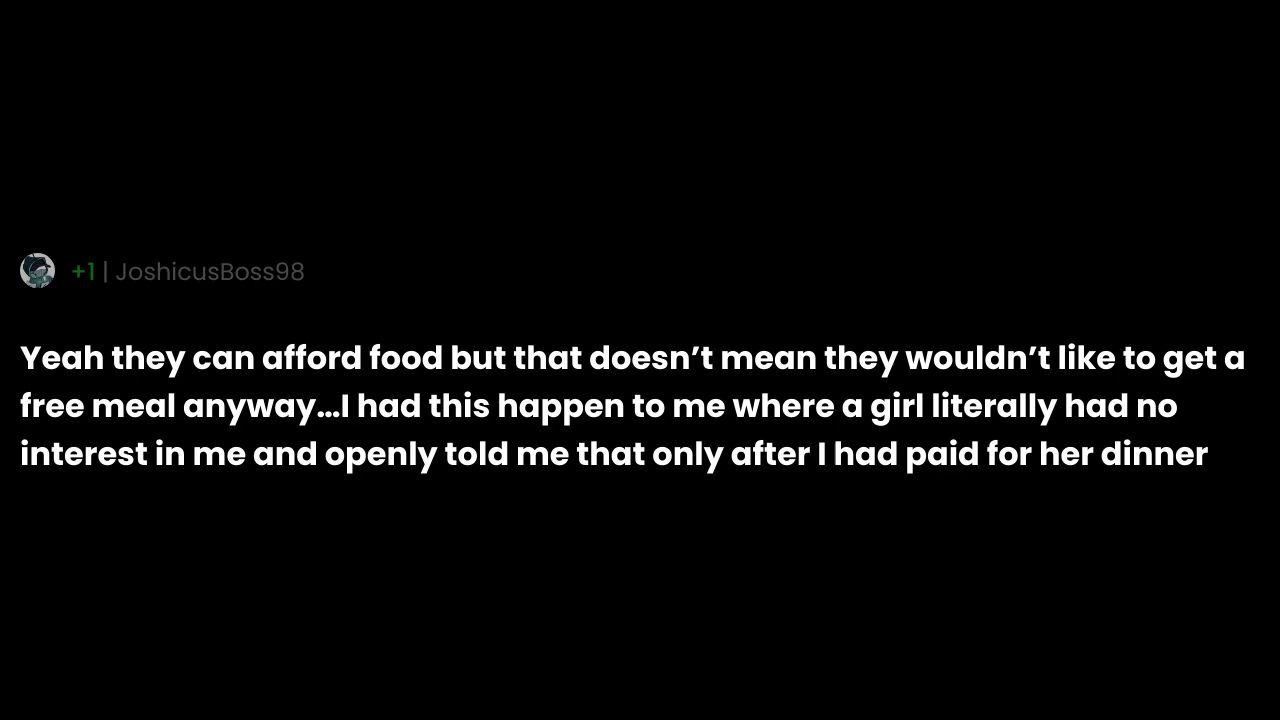 +1 | JoshicusBoss98
Yeah they can afford food but that doesn’t mean they wouldn’t like to get a
free meal anyway...I had this happen to me where a girl literally had no
interest in me and openly told me that only after I had paid for her dinner